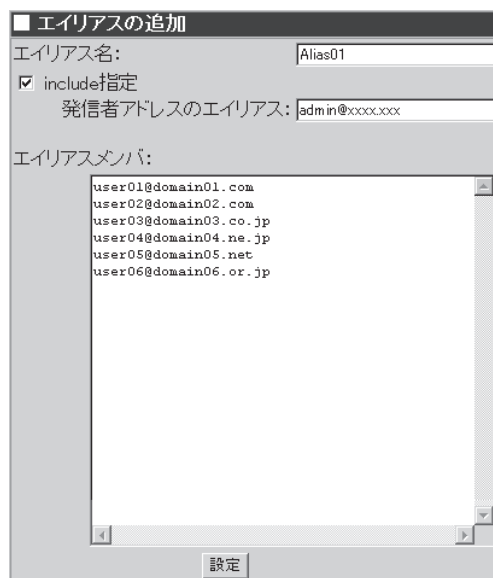 ■ エイリアスの追加
エイリアス名: Alias01
include指定
発信者アドレスのエイリアス: admin@xxxx.xxx
エイリアスメンバ:
user01@domain01.com
user02@domain02.com
user03@domain03.co.jp
user04@domain04.ne.jp
user05@domain05.net
user06@domain06.or.jp
設定